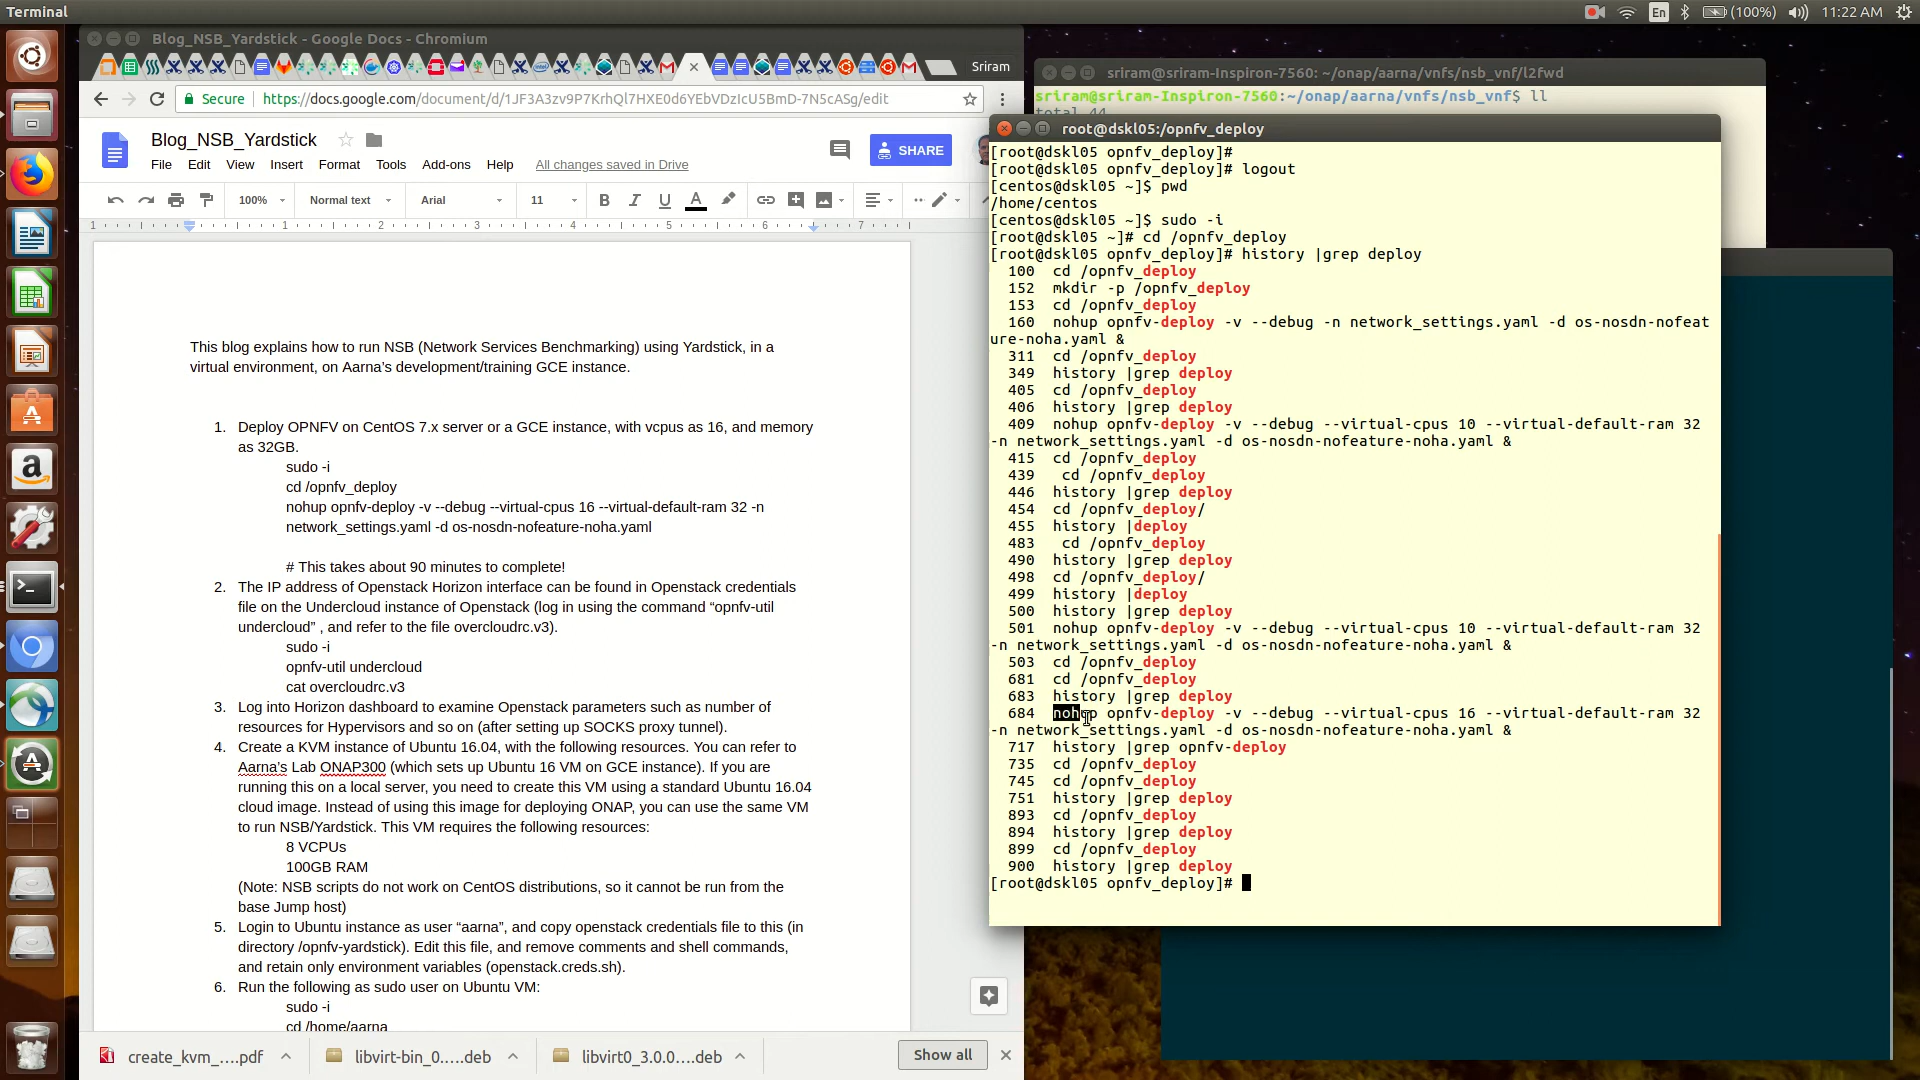 Terminal
En
(100%)
11:22 AM
Blog_NSB_Yardstick - Google Docs - Chromium
Sriram
Secure
https://docs.google.com/document/d/1JF3A3zv9P7KrhQl7HXE0d6YEbVDzIcU5BmD-7N5cASg/edit
Blog_NSB_Yardstick
File Edit View Insert Format Tools Add-ons Help All changes saved in Drive
SHARE
100% Normal text Arial 11
B I U A
1 1 2 3 4 5 6 7
This blog explains how to run NSB (Network Services Benchmarking) using Yardstick, in a
virtual environment, on Aarna's development/training GCE instance.
1. Deploy OPNFV on CentOS 7.x server or a GCE instance, with vcpus as 16, and memory
as 32GB.
sudo -i
cd /opnfv_deploy
nohup opnfv-deploy -v --debug --virtual-cpus 16 --virtual-default-ram 32 -n
network_settings.yaml -d os-nosdn-nofeature-noha.yaml
# This takes about 90 minutes to complete!
2. The IP address of Openstack Horizon interface can be found in Openstack credentials
file on the Undercloud instance of Openstack (log in using the command “opnfv-util
undercloud” , and refer to the file overcloudrc.v3).
sudo -i
opnfv-util undercloud
cat overcloudrc.v3
3. Log into Horizon dashboard to examine Openstack parameters such as number of
resources for Hypervisors and so on (after setting up SOCKS proxy tunnel).
4. Create a KVM instance of Ubuntu 16.04, with the following resources. You can refer to
Aarna's Lab ONAP300 (which sets up Ubuntu 16 VM on GCE instance). If you are
running this on a local server, you need to create this VM using a standard Ubuntu 16.04
cloud image. Instead of using this image for deploying ONAP, you can use the same VM
to run NSB/Yardstick. This VM requires the following resources:
8 VCPUs
100GB RAM
(Note: NSB scripts do not work on CentOS distributions, so it cannot be run from the
base Jump host)
5. Login to Ubuntu instance as user “aarna”, and copy openstack credentials file to this (in
directory /opnfv-yardstick). Edit this file, and remove comments and shell commands,
and retain only environment variables (openstack.creds.sh).
6. Run the following as sudo user on Ubuntu VM:
sudo -i
cd /home/aarna
create_kvm_....pdf
libvirt-bin_0.....deb
libvirt0_3.0.0....deb
Show all
sriram@sriram-Inspiron-7560: ~/onap/aarna/vnfs/nsb_vnf/l2fwd
sriram@sriram-Inspiron-7560:~/onap/aarna/vnfs/nsb_vnf$ ll
total 44
root@dskl05:/opnfv_deploy
[root@dskl05 opnfv_deploy]#
[root@dskl05 opnfv_deploy]# logout
[centos@dskl05 ~]$ pwd
/home/centos
[centos@dskl05 ~]$ sudo -i
[root@dskl05 ~]# cd /opnfv_deploy
[root@dskl05 opnfv_deploy]# history |grep deploy
100 cd /opnfv_deploy
152 mkdir -p /opnfv_deploy
153 cd /opnfv_deploy
160 nohup opnfv-deploy -v --debug -n network_settings.yaml -d os-nosdn-nofeat
ure-noha.yaml &
311 cd /opnfv_deploy
349 history |grep deploy
405 cd /opnfv_deploy
406 history |grep deploy
409 nohup opnfv-deploy -v --debug --virtual-cpus 10 --virtual-default-ram 32
-n network_settings.yaml -d os-nosdn-nofeature-noha.yaml &
415 cd /opnfv_deploy
439 cd /opnfv_deploy
446 history |grep deploy
454 cd /opnfv_deploy/
455 history |deploy
483 cd /opnfv_deploy
490 history |grep deploy
498 cd /opnfv_deploy/
499 history |deploy
500 history |grep deploy
501 nohup opnfv-deploy -v --debug --virtual-cpus 10 --virtual-default-ram 32
-n network_settings.yaml -d os-nosdn-nofeature-noha.yaml &
503 cd /opnfv_deploy
681 cd /opnfv_deploy
683 history |grep deploy
684 nohup opnfv-deploy -v --debug --virtual-cpus 16 --virtual-default-ram 32
-n network_settings.yaml -d os-nosdn-nofeature-noha.yaml &
717 history |grep opnfv-deploy
735 cd /opnfv_deploy
745 cd /opnfv_deploy
751 history |grep deploy
893 cd /opnfv_deploy
894 history |grep deploy
899 cd /opnfv_deploy
900 history |grep deploy
[root@dskl05 opnfv_deploy]#